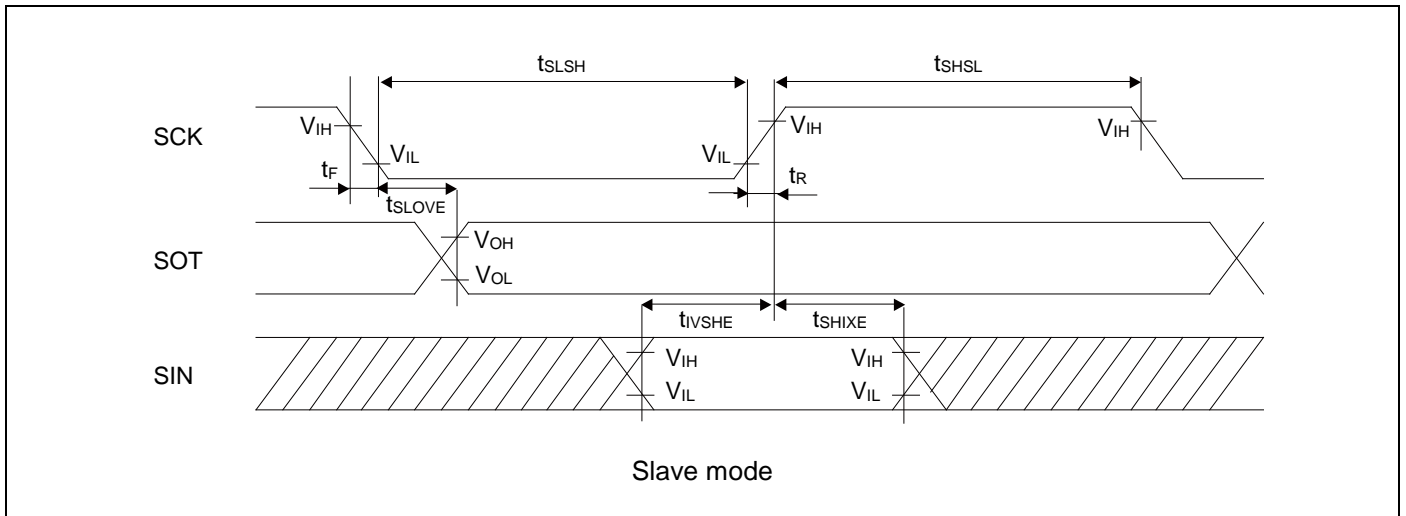 tSLSH
tSHSL
SCK
VIH
VIL
VIL
VIH
VIH
tF
tSLOVE
tR
SOT
VOH
VOL
tIVSHE
tSHIXE
SIN
VIH
VIL
VIH
VIL
Slave mode